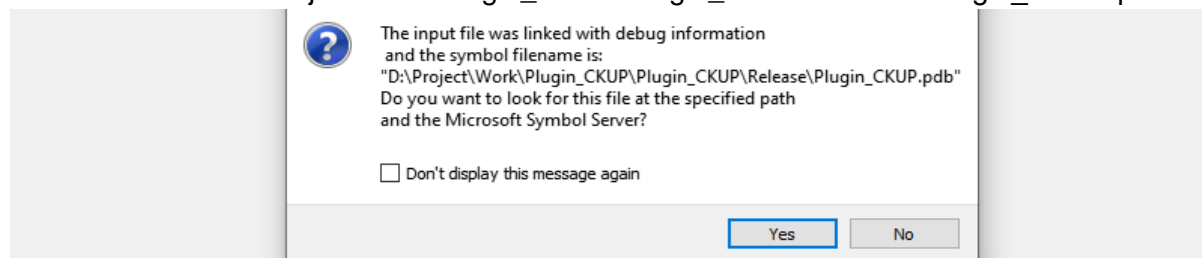 The input file was linked with debug information
and the symbol filename is:
"D:\Project\Work\Plugin_CKUP\Plugin_CKUP\Release\Plugin_CKUP.pdb"
Do you want to look for this file at the specified path
and the Microsoft Symbol Server?
Don't display this message again
Yes No